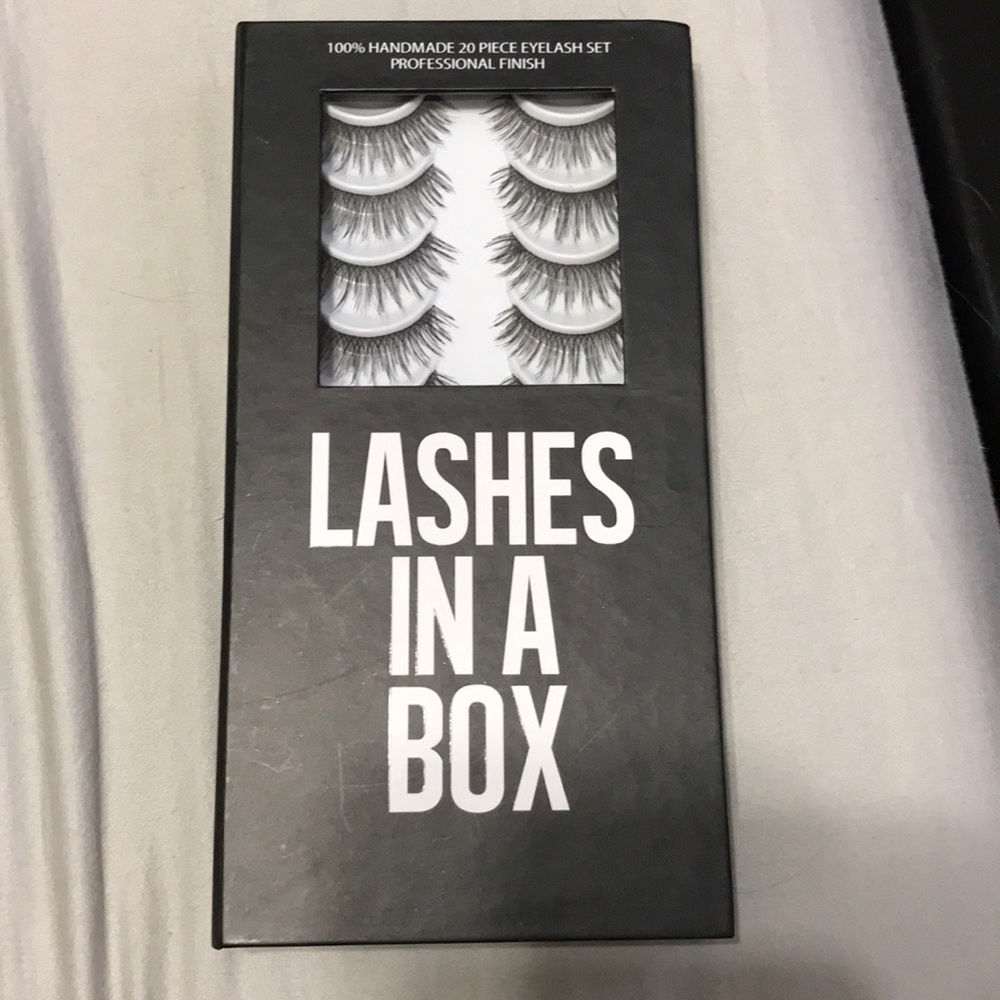 100% HANDMADE 20 PIECE EYELASH SET
PROFESSIONAL FINISH
LASHES
IN A
BOX